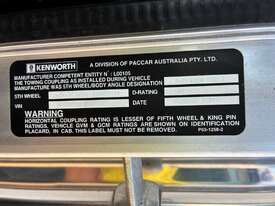 KENWORTH A DIVISION OF PACCAR AUSTRALIA PTY. LTD.
MANUFACTURER COMPETENT ENTITY N°: L00105
THE TOWING COUPLING AS INSTALLED DURING VEHICLE
MANUFACTURE WAS 5TH WHEEL/BODY ANGLE DESIGNATION
5TH WHEEL D-RATING
VIN DATE
WARNING
HORIZONTAL COUPLING RATING IS LESSER OF FIFTH WHEEL & KING PIN
RATINGS. VEHICLE GVM & GCM RATINGS ARE SHOWN ON RATING
PLACARD, IN CAB. THIS LABEL MUST NOT BE REMOVED. P93-1258-2